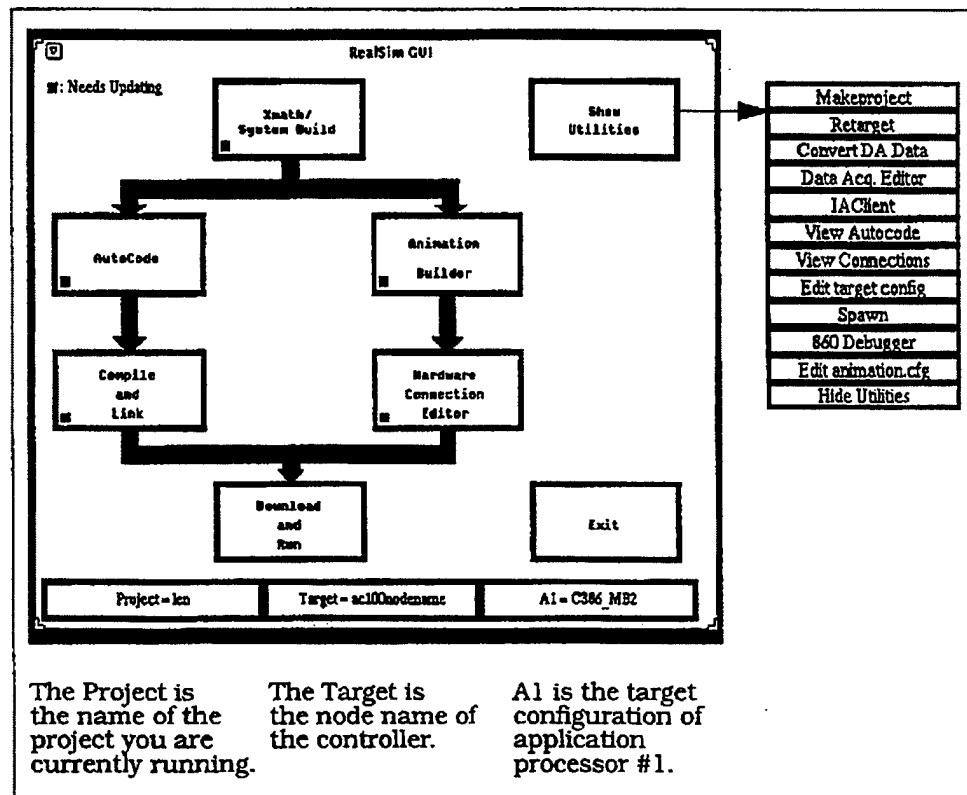 RealSim GUI
: Needs Updating
Xmath/
System Build
Show
Utilities
Makeproject
Retarget
Convert DA Data
Data Acq. Editor
IAClient
View Autocode
View Connections
Edit target config
Spawn
860 Debugger
Edit animation.cfg
Hide Utilities
AutoCode
Animation
Builder
Compile
and
Link
Hardware
Connection
Editor
Download
and
Run
Exit
Project = len
Target = ac100nodename
A1 = C386_MB2
The Project is
the name of the
project you are
currently running.
The Target is
the node name of
the controller.
A1 is the target
configuration of
application
processor #1.